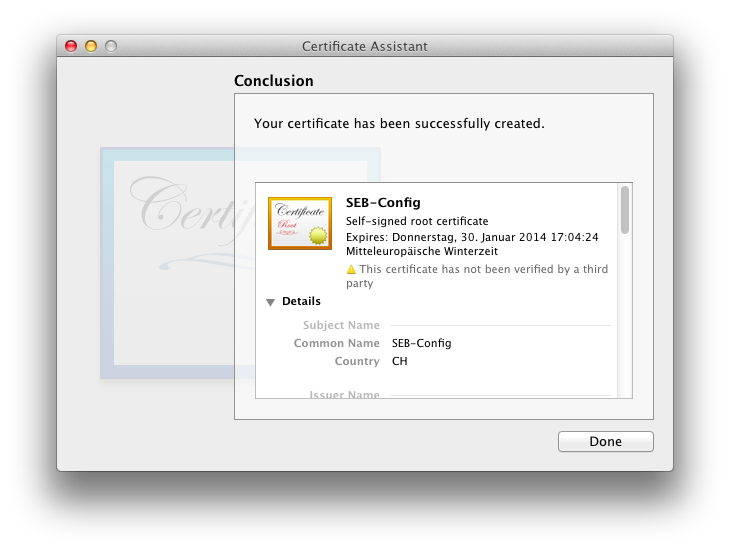 Certificate Assistant
Conclusion
Your certificate has been successfully created.
Certif
Certificate
Root
SEB-Config
Self-signed root certificate
Expires: Donnerstag, 30. Januar 2014 17:04:24
Mitteleuropäische Winterzeit
This certificate has not been verified by a third
party
Details
Subject Name
Common Name SEB-Config
Country CH
Issuer Name
Done